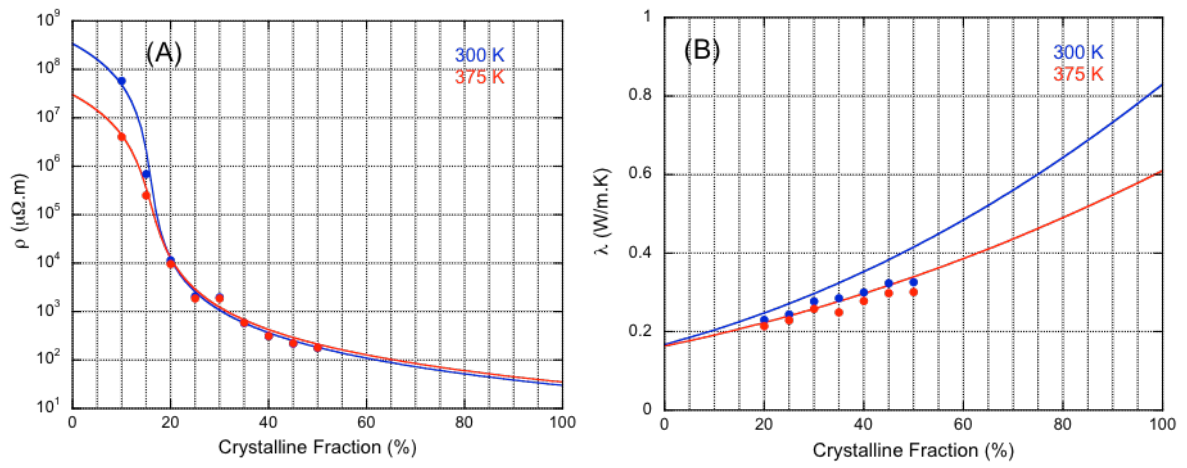 (A)
300 K
375 K
10⁹
10⁸
10⁷
10⁶
10⁵
10⁴
10³
10²
10¹
ρ (μΩ.m)
0 20 40 60 80 100
Crystalline Fraction (%)
(B)
300 K
375 K
1
0.8
0.6
0.4
0.2
0
λ (W/m.K)
0 20 40 60 80 100
Crystalline Fraction (%)